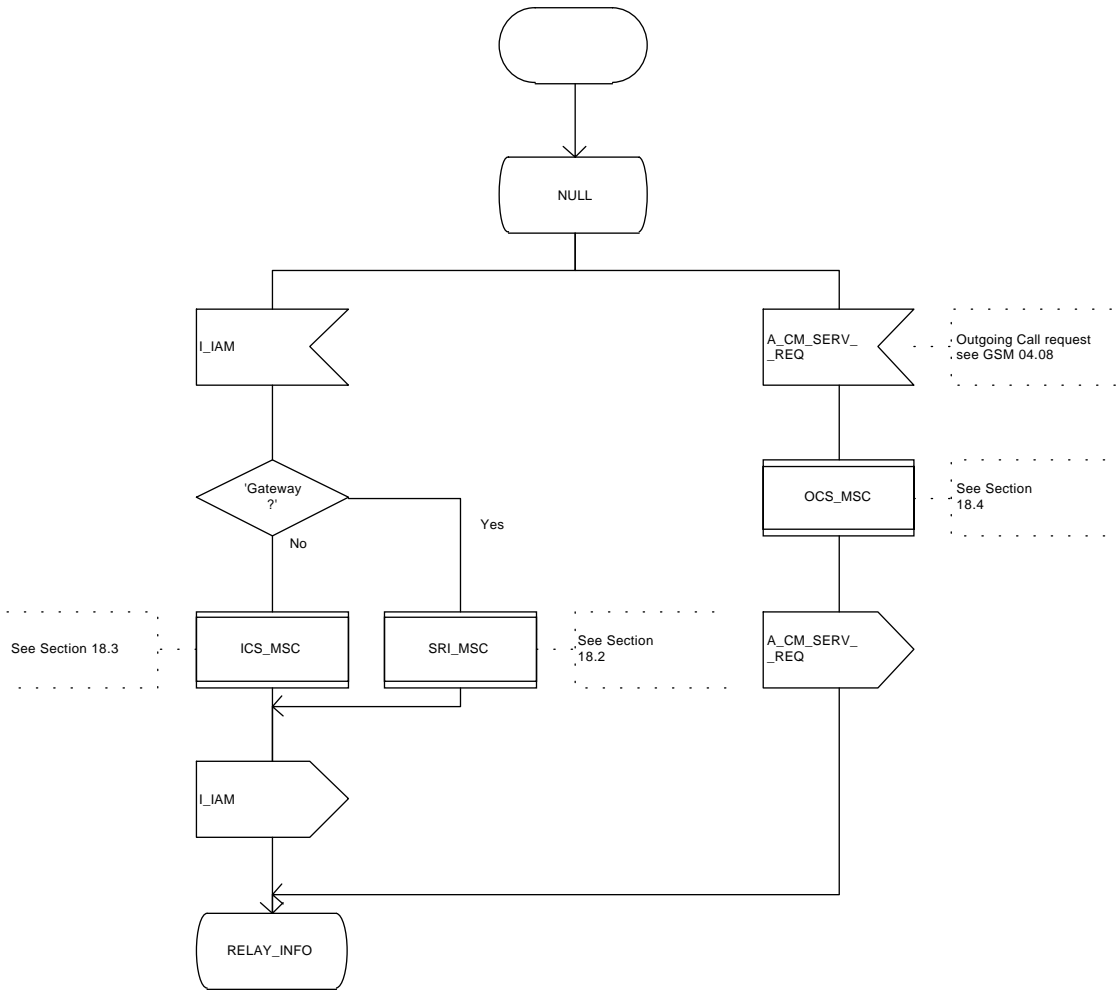 NULL
I_IAM
A_CM_SERV_
_REQ
Outgoing Call request
see GSM 04.08
'Gateway
?'
Yes
No
OCS_MSC
See Section
18.4
See Section 18.3
ICS_MSC
SRI_MSC
See Section
18.2
A_CM_SERV_
_REQ
I_IAM
RELAY_INFO